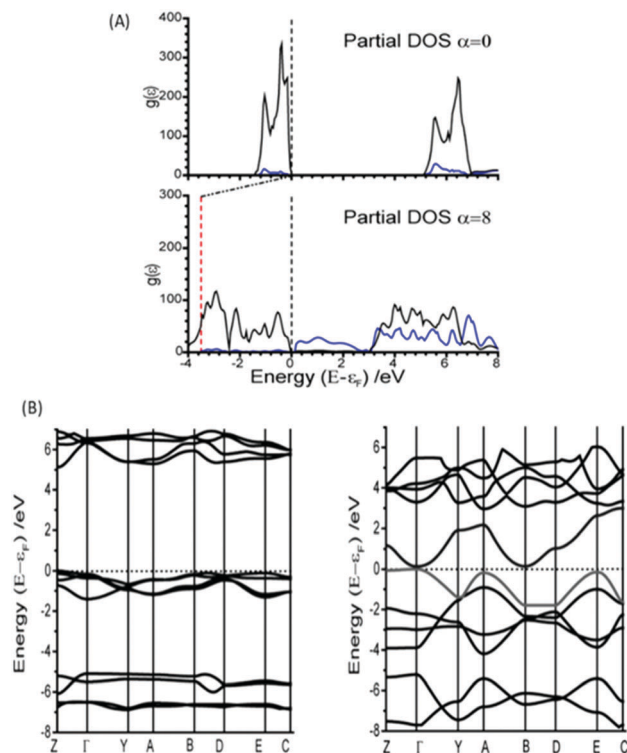 (A)
400
Partial DOS α=0
300
g(ε)
200
100
0
300
Partial DOS α=8
200
g(ε)
100
0
-4 -2 0 2 4 6 8
Energy (E-εF) /eV
(B)
6
4
2
0
-2
-4
-6
-8
Energy (E−εF) /eV
Z Γ Y A B D E C
6
4
2
0
-2
-4
-6
-8
Energy (E−εF) /eV
Z Γ Y A B D E C